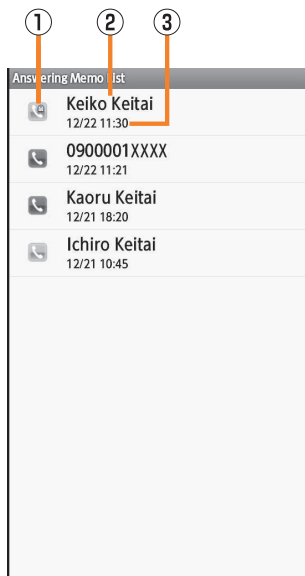 ① ② ③
Answering Memo List
Keiko Keitai
12/22 11:30
0900001XXXX
12/22 11:21
Kaoru Keitai
12/21 18:20
Ichiro Keitai
12/21 10:45